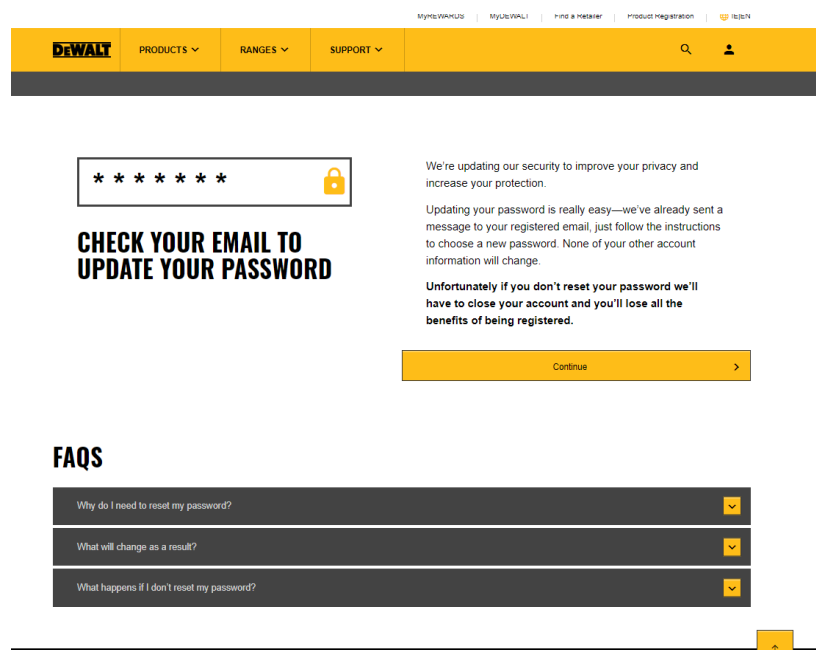 MyREWARDS MyDEWALT Find a Retailer Product Registration IE|EN
DEWALT PRODUCTS RANGES SUPPORT
* * * * * * *
CHECK YOUR EMAIL TO
UPDATE YOUR PASSWORD
We're updating our security to improve your privacy and
increase your protection.
Updating your password is really easy—we've already sent a
message to your registered email, just follow the instructions
to choose a new password. None of your other account
information will change.
Unfortunately if you don't reset your password we'll
have to close your account and you'll lose all the
benefits of being registered.
Continue
FAQS
Why do I need to reset my password?
What will change as a result?
What happens if I don't reset my password?